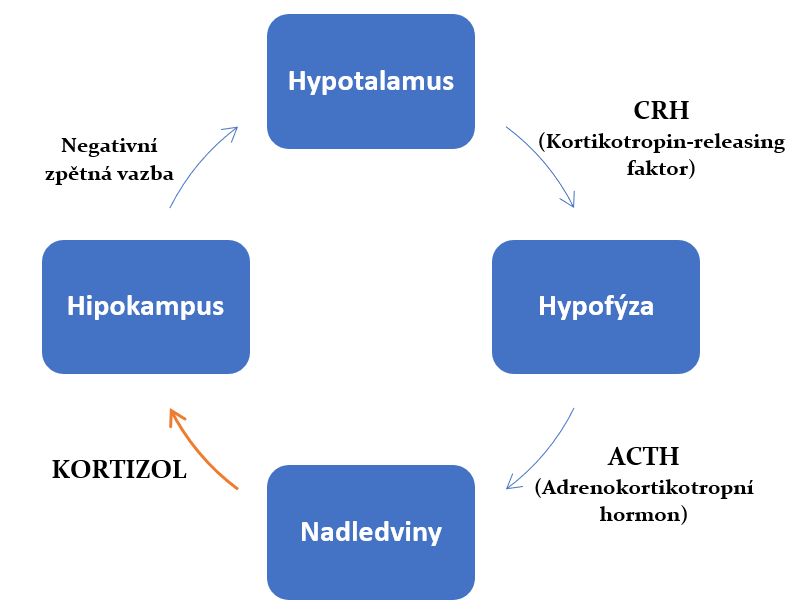 Hypotalamus
CRH
(Kortikotropin-releasing
faktor)
Negativní
zpětná vazba
Hipokampus
Hypofýza
KORTIZOL
ACTH
(Adrenokortikotropní
hormon)
Nadledviny